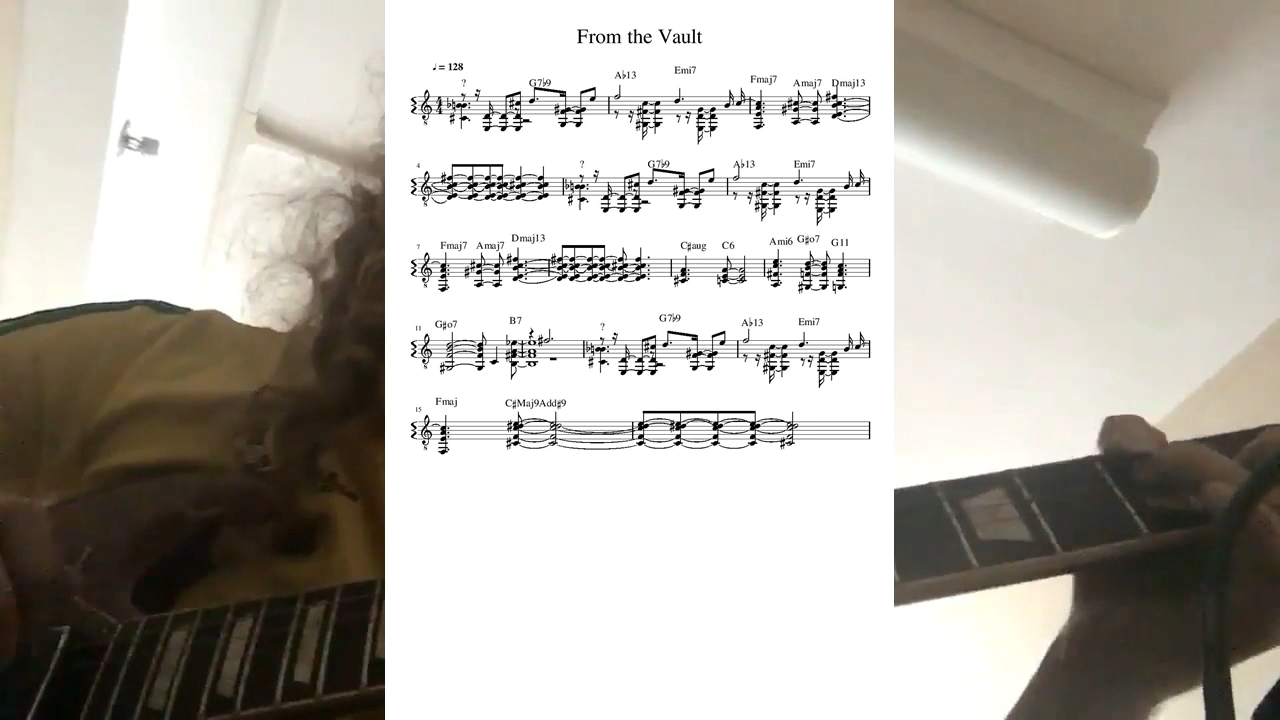 From the Vault
♩ = 128
? G7♭9 A♭13 Emi7 Fmaj7 Amaj7 Dmaj13
4 ? G7♭9 A♭13 Emi7
7 Fmaj7 Amaj7 Dmaj13 C♯aug C6 Ami6 G♯o7 G11
11 G♯o7 B7 ? G7♭9 A♭13 Emi7
15 Fmaj C♯Maj9Add♯9